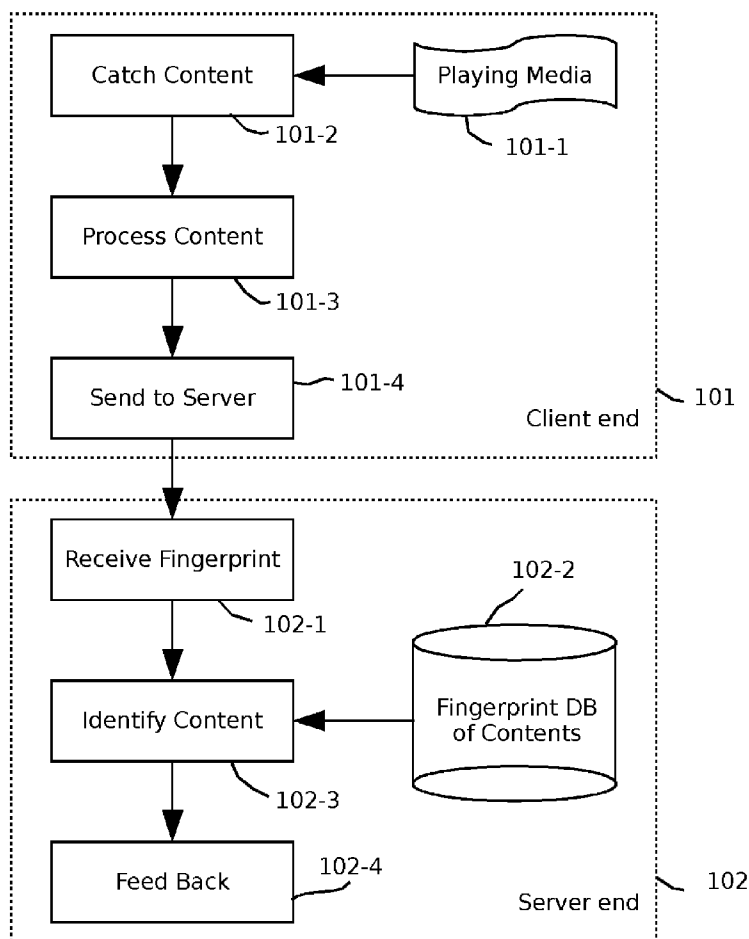 Catch Content
Playing Media
101-2
101-1
Process Content
101-3
Send to Server
101-4
101
Client end
Receive Fingerprint
102-1
102-2
Identify Content
Fingerprint DB
of Contents
102-3
Feed Back
102-4
102
Server end